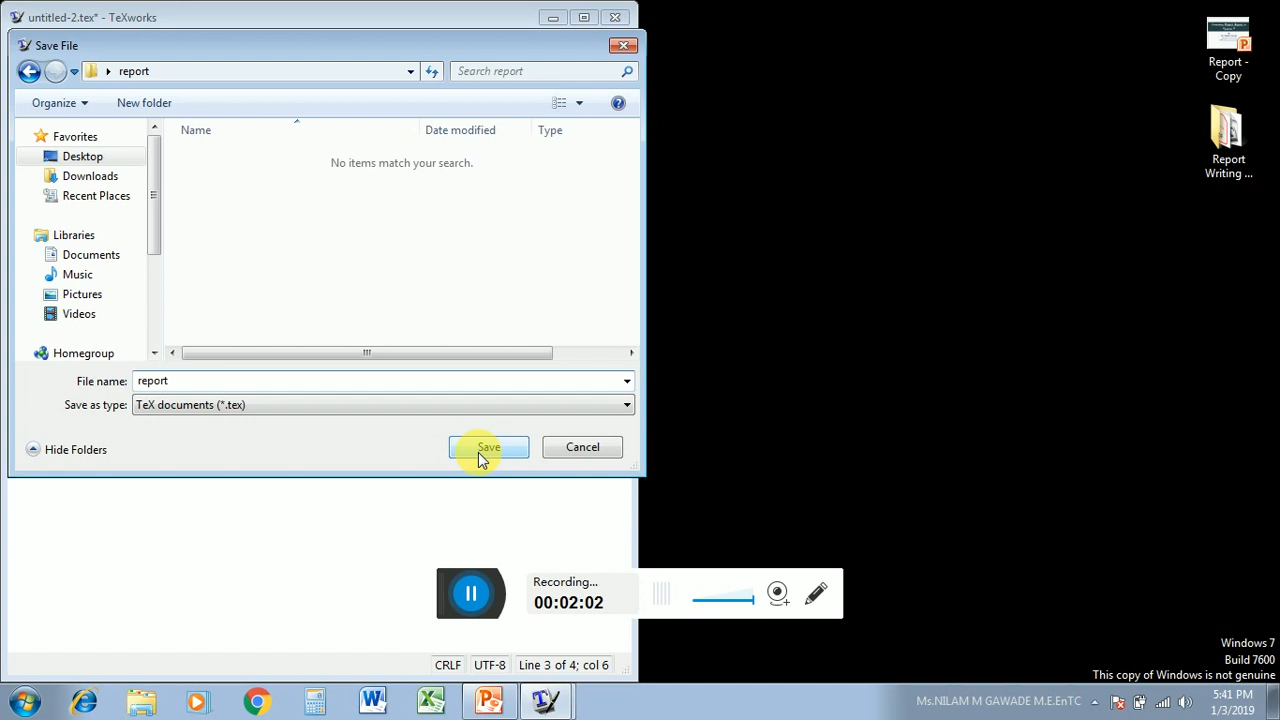 untitled-2.tex* - TeXworks
Save File
report
Search report
Organize
New folder
Name
Date modified
Type
No items match your search.
Favorites
Desktop
Downloads
Recent Places
Libraries
Documents
Music
Pictures
Videos
Homegroup
File name:
report
Save as type:
TeX documents (*.tex)
Hide Folders
Save
Cancel
Report -
Copy
Report
Writing ...
Recording...
00:02:02
CRLF
UTF-8
Line 3 of 4; col 6
Windows 7
Build 7600
This copy of Windows is not genuine
Ms.NILAM M GAWADE M.E.EnTC
5:41 PM
1/3/2019